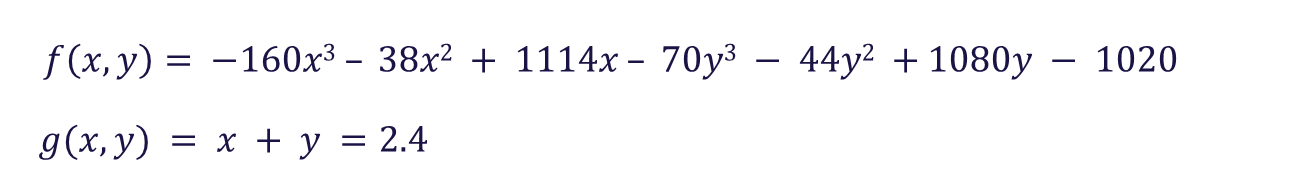 f(x, y) = −160x³ – 38x² + 1114x – 70y³ − 44y² + 1080y − 1020
g(x, y) = x + y = 2.4